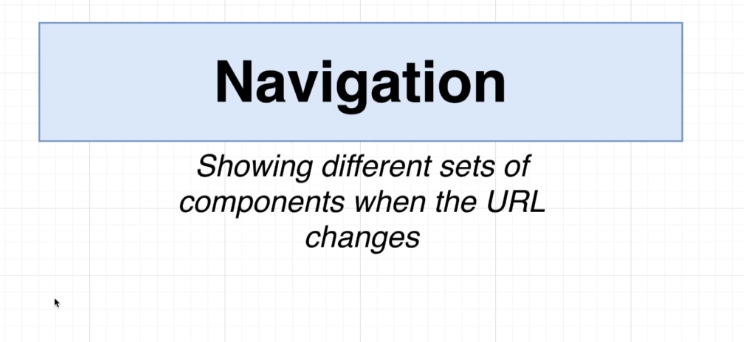 Navigation
Showing different sets of
components when the URL
changes